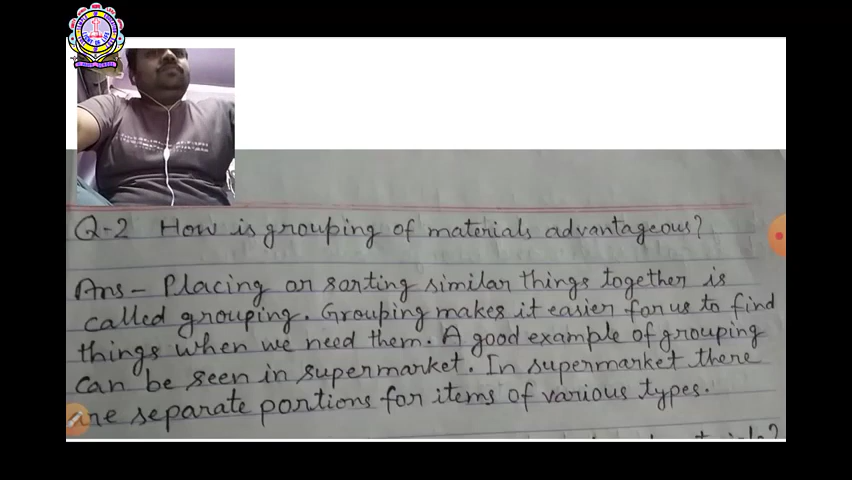 Q-2 How is grouping of materials advantageous?
Ans - Placing or sorting similar things together is
called grouping. Grouping makes it easier for us to find
things when we need them. A good example of grouping
can be seen in supermarket. In supermarket there
are separate portions for items of various types.